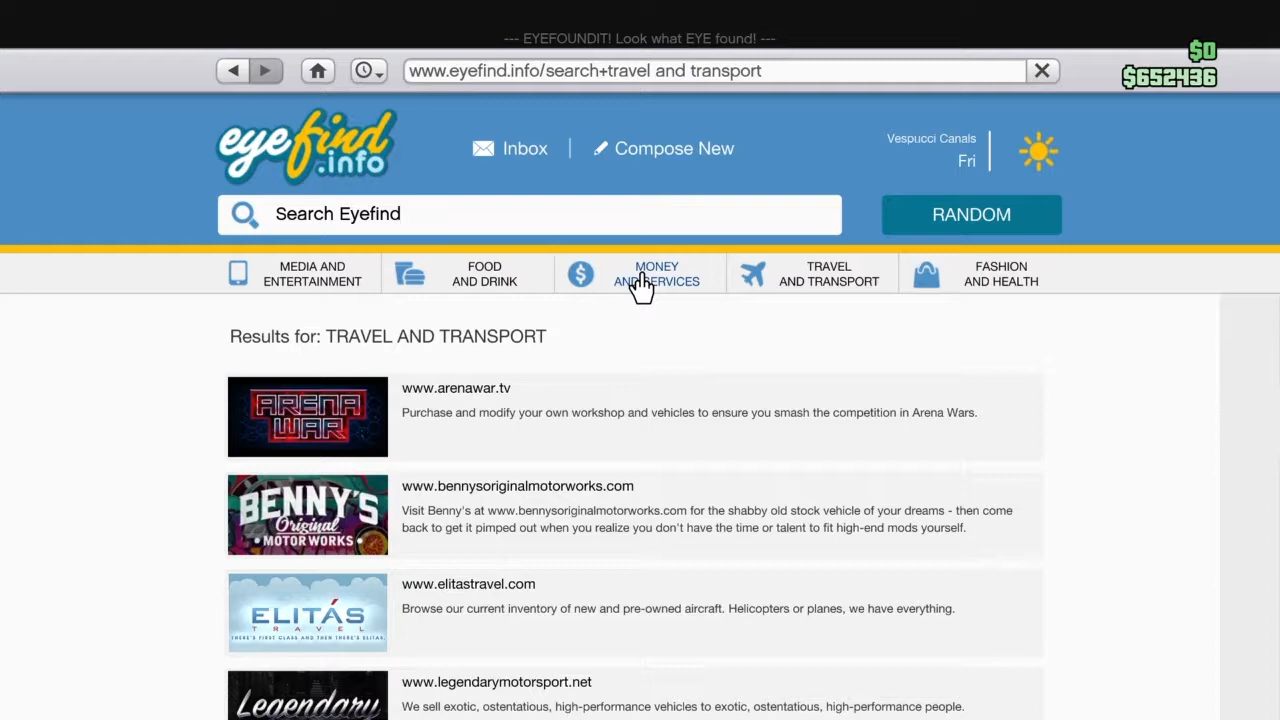 --- EYEFOUNDIT! Look what EYE found! ---
www.eyefind.info/search+travel and transport
$0
$652436
eyefind
.info
Inbox
Compose New
Vespucci Canals
Fri
Search Eyefind
RANDOM
MEDIA AND
ENTERTAINMENT
FOOD
AND DRINK
MONEY
AND SERVICES
TRAVEL
AND TRANSPORT
FASHION
AND HEALTH
Results for: TRAVEL AND TRANSPORT
ARENA
WAR
www.arenawar.tv
Purchase and modify your own workshop and vehicles to ensure you smash the competition in Arena Wars.
BENNY'S
Original
MOTOR WORKS
www.bennysoriginalmotorworks.com
Visit Benny's at www.bennysoriginalmotorworks.com for the shabby old stock vehicle of your dreams - then come
back to get it pimped out when you realize you don't have the time or talent to fit high-end mods yourself.
ELITÁS
TRAVEL
THERE'S FIRST CLASS AND THEN THERE'S ELITAS.
www.elitastravel.com
Browse our current inventory of new and pre-owned aircraft. Helicopters or planes, we have everything.
Legendary
www.legendarymotorsport.net
We sell exotic, ostentatious, high-performance vehicles to exotic, ostentatious, high-performance people.